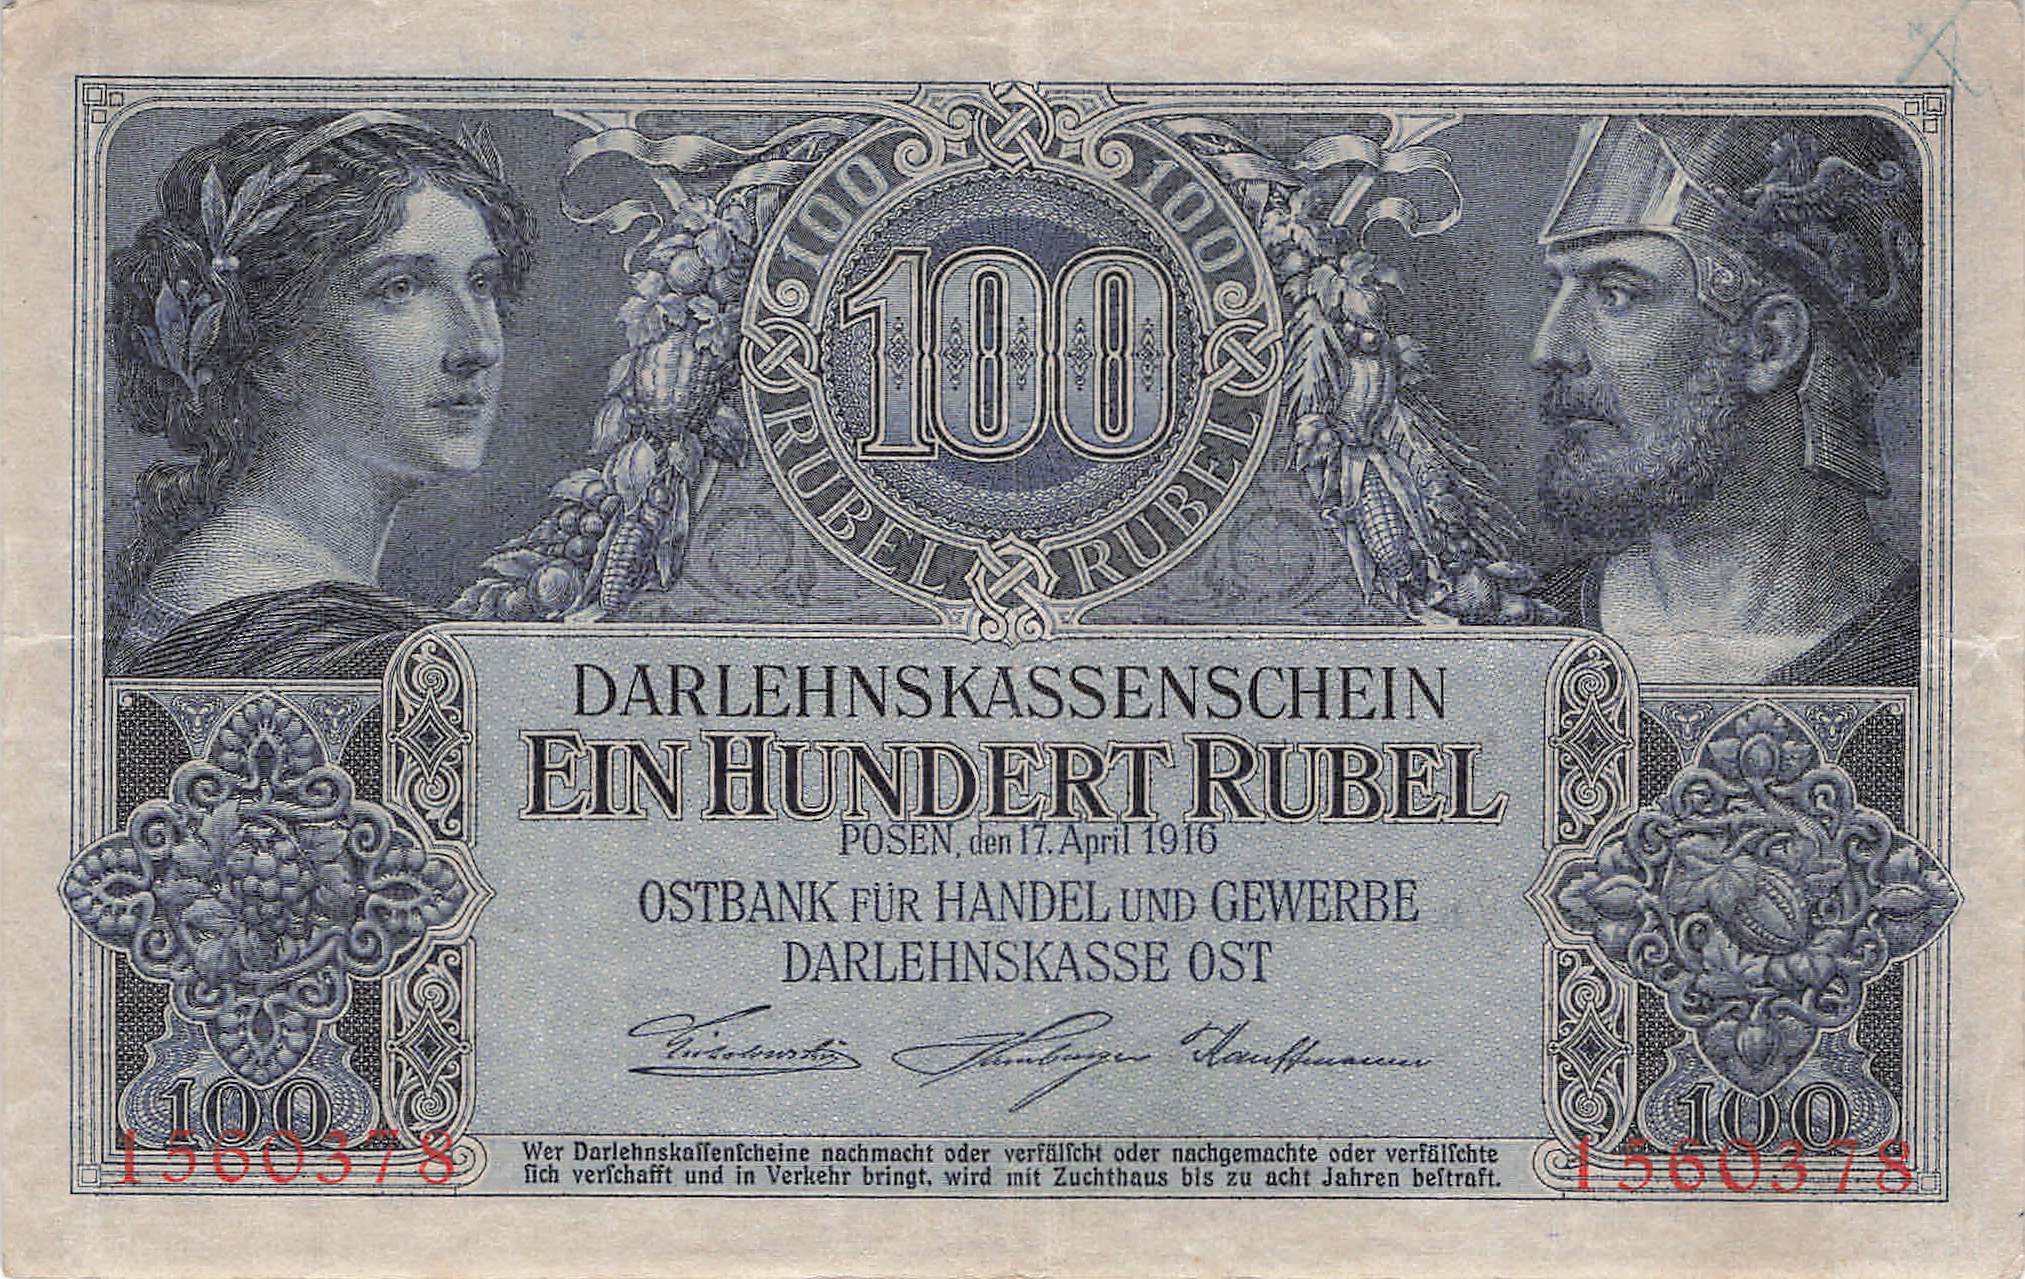 100 100
100
RUBEL RUBEL
DARLEHNSKASSENSCHEIN
EIN HUNDERT RUBEL
POSEN, den 17. April 1916
OSTBANK FÜR HANDEL UND GEWERBE
DARLEHNSKASSE OST
Hamburger Kauffmann
100 100
1560378 1560378
Wer Darlehnskaſſenſcheine nachmacht oder verfälſcht oder nachgemachte oder verfälſchte
ſich verſchafft und in Verkehr bringt, wird mit Zuchthaus bis zu acht Jahren beſtraft.